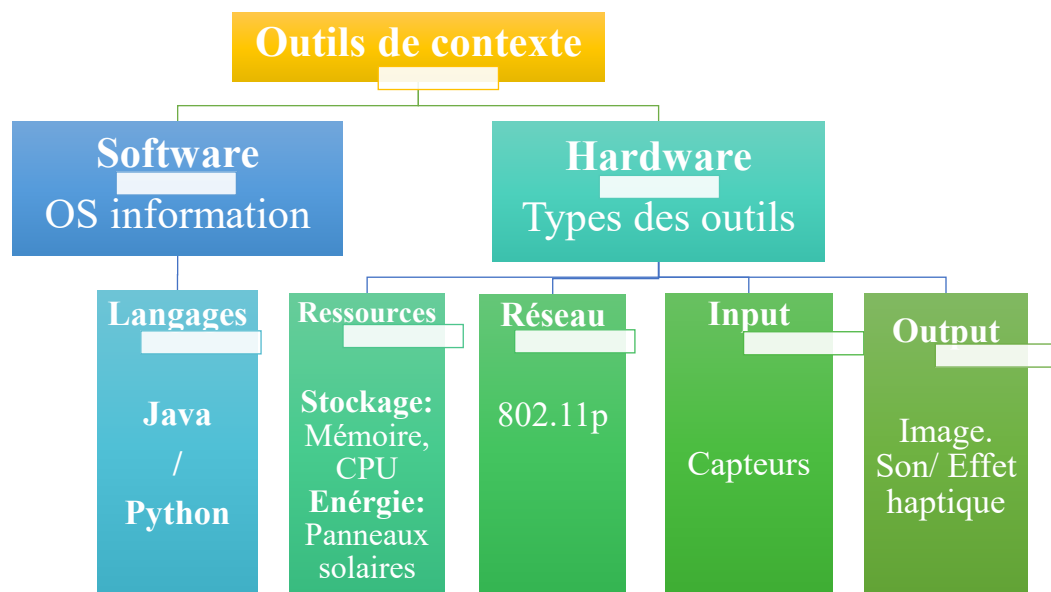 Outils de contexte
Software
OS information
Hardware
Types des outils
Langages
Java
/
Python
Ressources
Stockage:
Mémoire,
CPU
Enérgie:
Panneaux
solaires
Réseau
802.11p
Input
Capteurs
Output
Image.
Son/ Effet
haptique